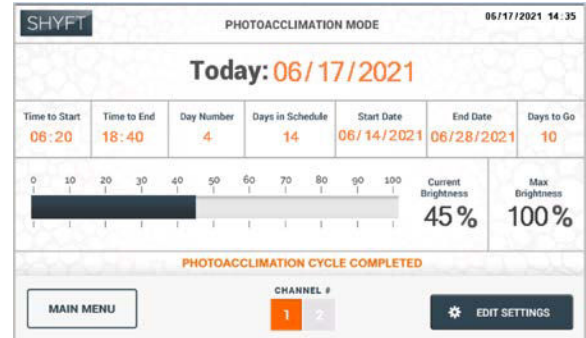 SHYFT
PHOTOACCLIMATION MODE
06/17/2021 14:35
Today: 06/17/2021
Time to Start
06:20
Time to End
18:40
Day Number
4
Days in Schedule
14
Start Date
06/14/2021
End Date
06/28/2021
Days to Go
10
0 10 20 30 40 50 60 70 80 90 100
Current
Brightness
45%
Max
Brightness
100%
PHOTOACCLIMATION CYCLE COMPLETED
MAIN MENU
CHANNEL #
1 2
EDIT SETTINGS